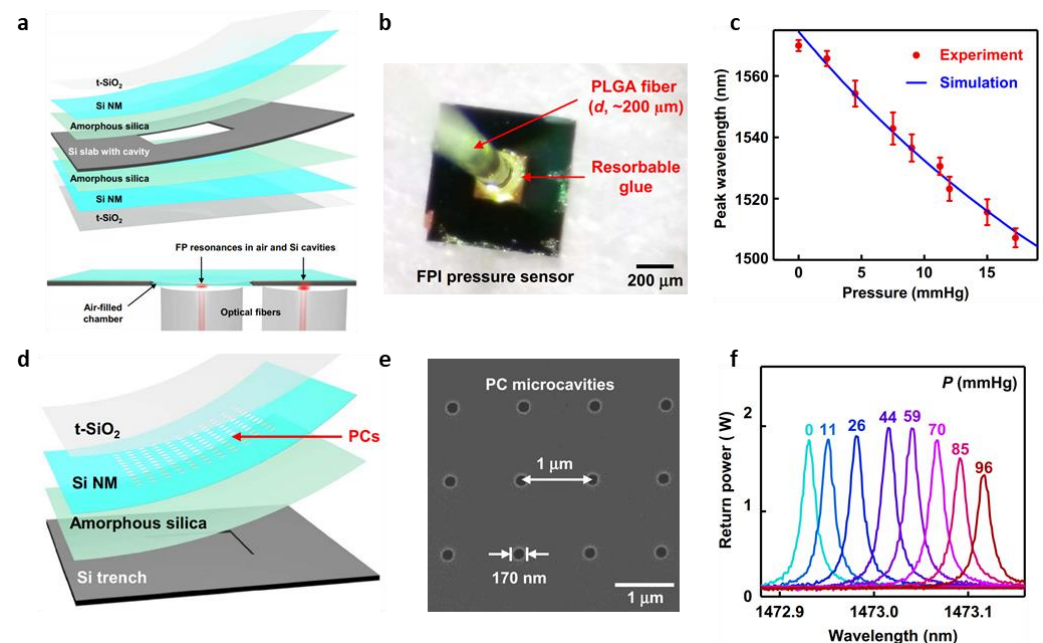 a
t-SiO₂
Si NM
Amorphous silica
Si slab with cavity
Amorphous silica
Si NM
t-SiO₂
FP resonances in air and Si cavities
Air-filled
chamber
Optical fibers
b
PLGA fiber
(d, ~200 μm)
Resorbable
glue
FPI pressure sensor
200 μm
c
Experiment
Simulation
Peak wavelength (nm)
1560
1540
1520
1500
0 5 10 15
Pressure (mmHg)
d
t-SiO₂
PCs
Si NM
Amorphous silica
Si trench
e
PC microcavities
1 μm
170 nm
1 μm
f
P (mmHg)
0 11 26 44 59 70 85 96
Return power ( W)
2
1
0
1472.9 1473.0 1473.1
Wavelength (nm)